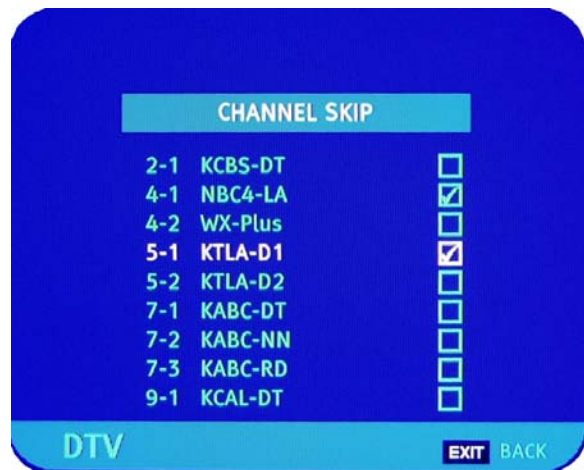 CHANNEL SKIP
2-1 KCBS-DT
4-1 NBC4-LA
4-2 WX-Plus
5-1 KTLA-D1
5-2 KTLA-D2
7-1 KABC-DT
7-2 KABC-NN
7-3 KABC-RD
9-1 KCAL-DT
DTV EXIT BACK